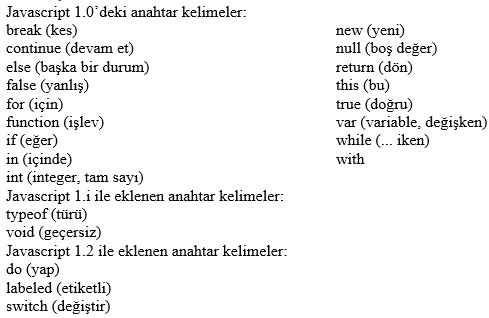 Javascript 1.0’deki anahtar kelimeler:
break (kes)
continue (devam et)
else (başka bir durum)
false (yanlış)
for (için)
function (işlev)
if (eğer)
in (içinde)
int (integer, tam sayı)
new (yeni)
null (boş değer)
return (dön)
this (bu)
true (doğru)
var (variable, değişken)
while (... iken)
with
Javascript 1.i ile eklenen anahtar kelimeler:
typeof (türü)
void (geçersiz)
Javascript 1.2 ile eklenen anahtar kelimeler:
do (yap)
labeled (etiketli)
switch (değiştir)